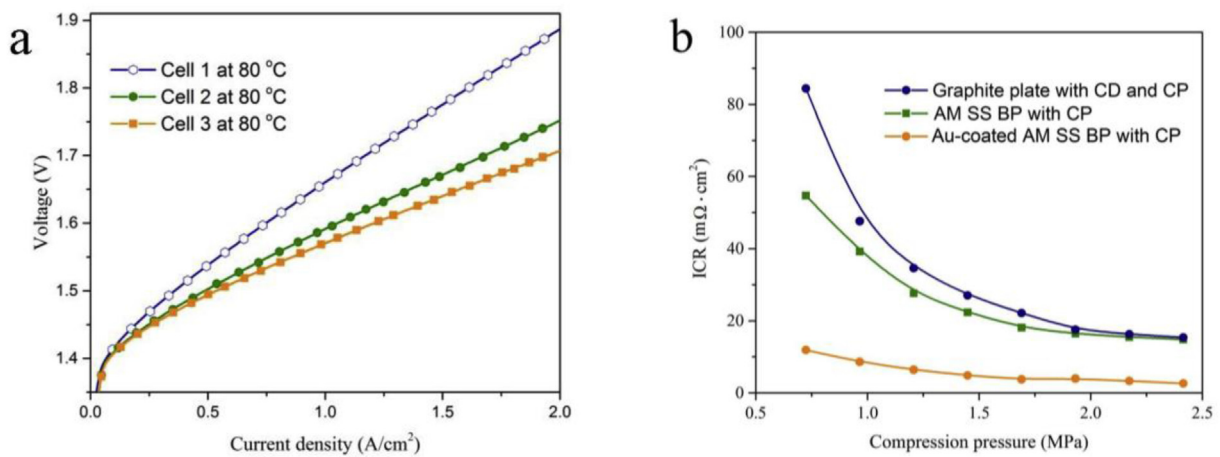 a
1.9
1.8
1.7
1.6
1.5
1.4
Voltage (V)
Cell 1 at 80 °C
Cell 2 at 80 °C
Cell 3 at 80 °C
0.0 0.5 1.0 1.5 2.0
Current density (A/cm²)
b
100
80
60
40
20
0
ICR (mΩ·cm²)
Graphite plate with CD and CP
AM SS BP with CP
Au-coated AM SS BP with CP
0.5 1.0 1.5 2.0 2.5
Compression pressure (MPa)